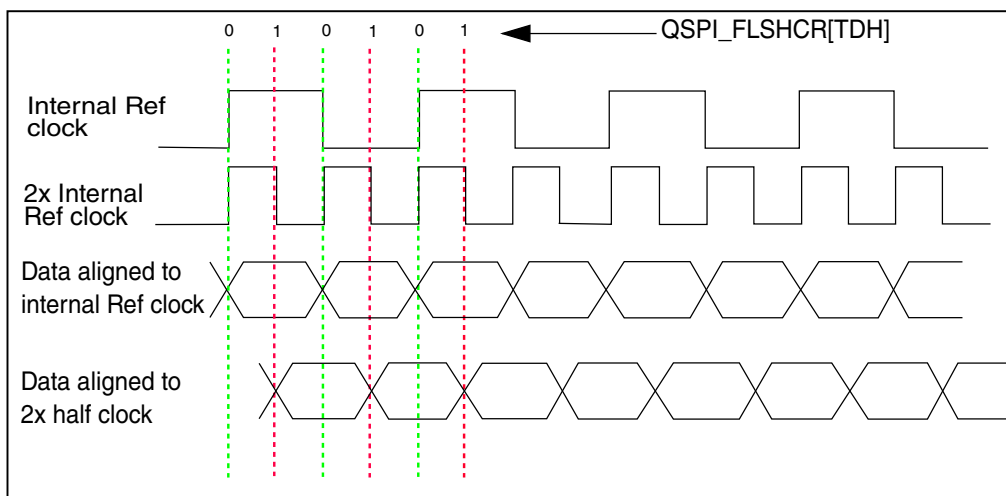 0 1 0 1 0 1 QSPI_FLSHCR[TDH]
Internal Ref
clock
2x Internal
Ref clock
Data aligned to
internal Ref clock
Data aligned to
2x half clock